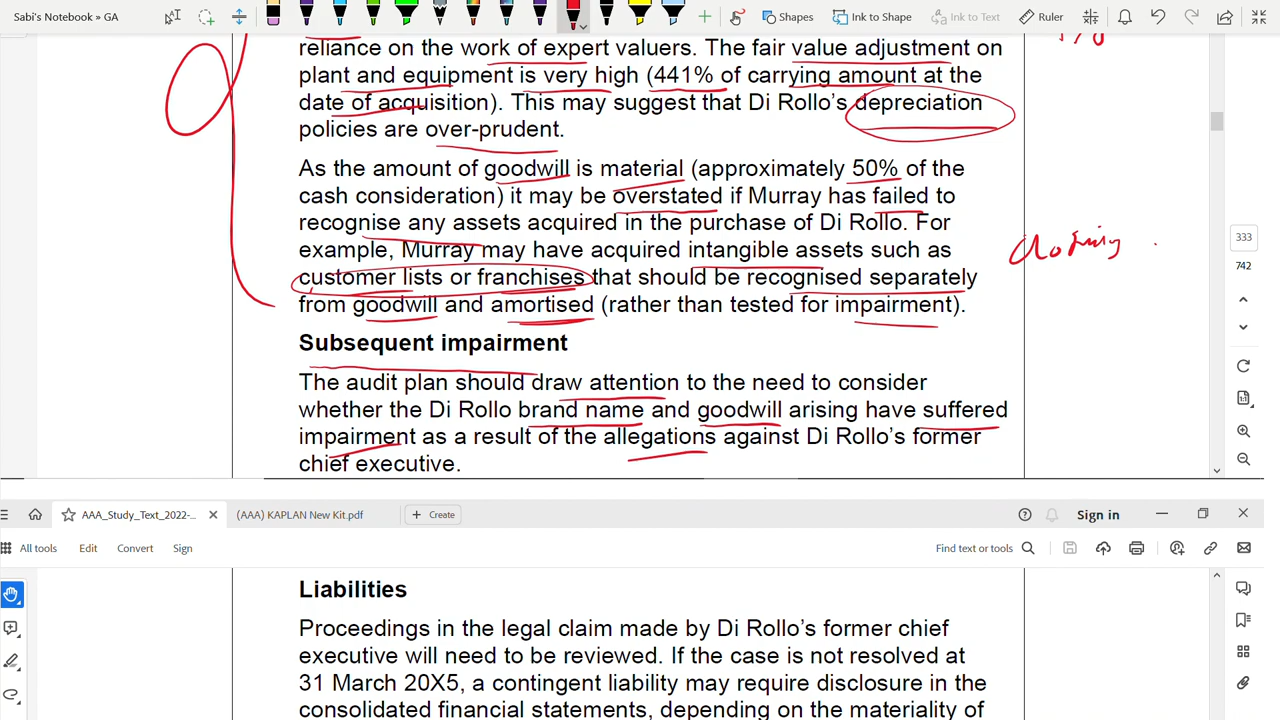 Sabi's Notebook » GA
Shapes
Ink to Shape
Ink to Text
Ruler
reliance on the work of expert valuers. The fair value adjustment on
plant and equipment is very high (441% of carrying amount at the
date of acquisition). This may suggest that Di Rollo's depreciation
policies are over-prudent.
As the amount of goodwill is material (approximately 50% of the
cash consideration) it may be overstated if Murray has failed to
recognise any assets acquired in the purchase of Di Rollo. For
example, Murray may have acquired intangible assets such as
customer lists or franchises that should be recognised separately
from goodwill and amortised (rather than tested for impairment).
Subsequent impairment
The audit plan should draw attention to the need to consider
whether the Di Rollo brand name and goodwill arising have suffered
impairment as a result of the allegations against Di Rollo's former
chief executive.
333
742
1:1
AAA_Study_Text_2022-...
(AAA) KAPLAN New Kit.pdf
Create
Sign in
All tools
Edit
Convert
Sign
Find text or tools
Liabilities
Proceedings in the legal claim made by Di Rollo's former chief
executive will need to be reviewed. If the case is not resolved at
31 March 20X5, a contingent liability may require disclosure in the
consolidated financial statements, depending on the materiality of